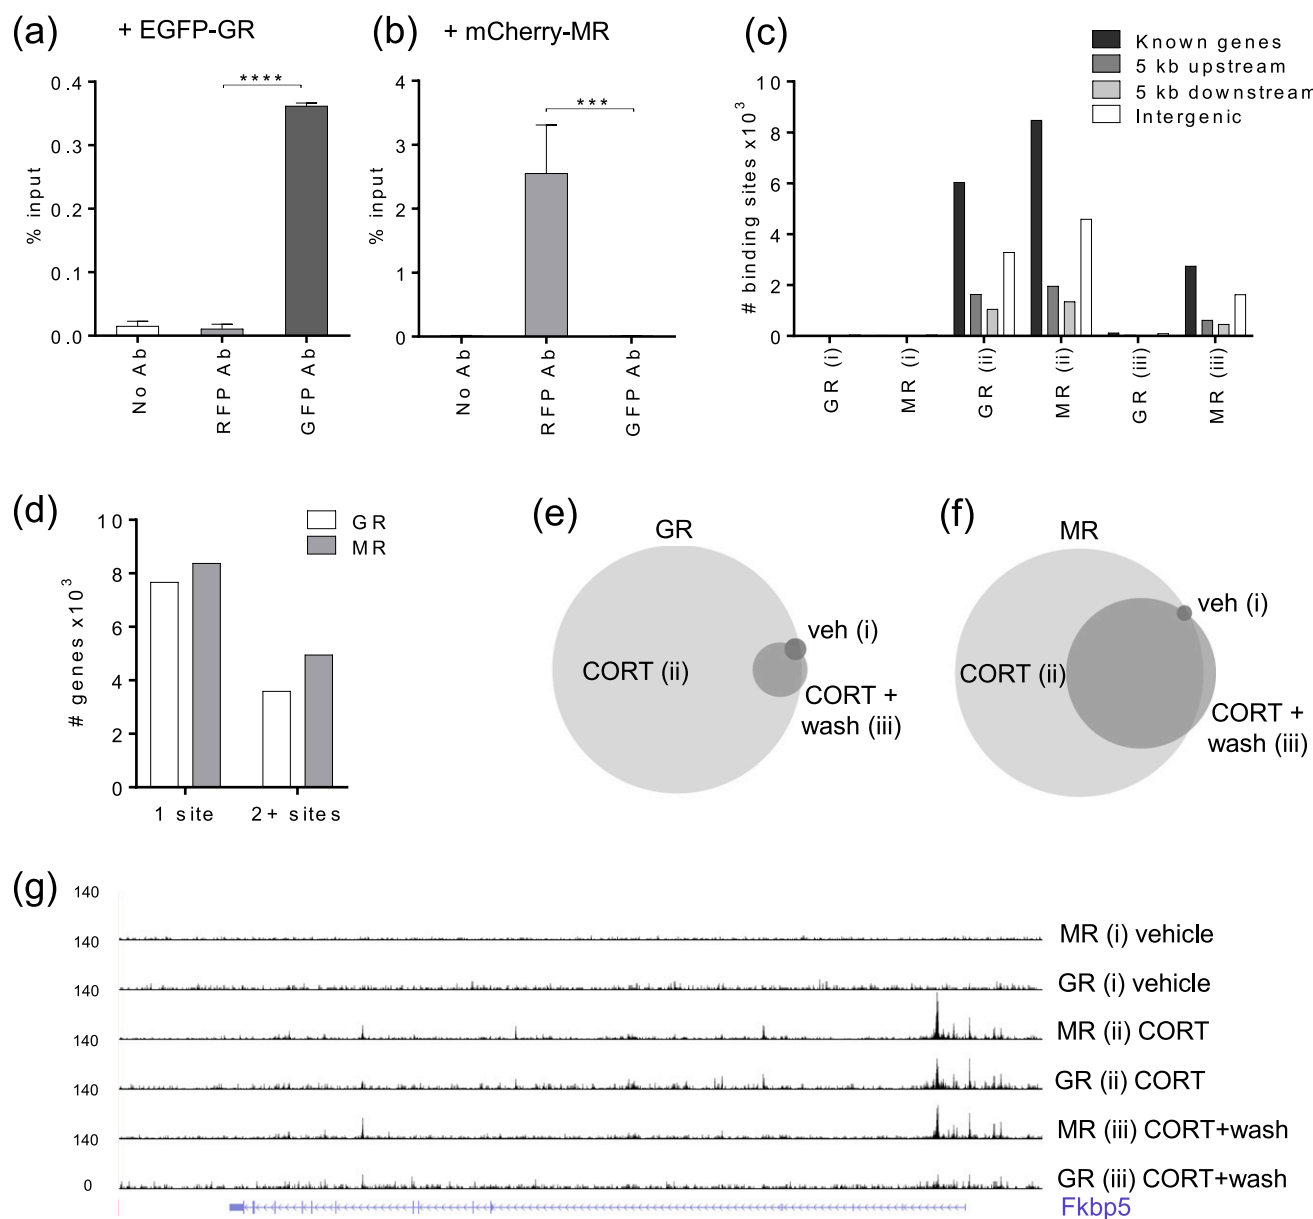 (a) + EGFP-GR
% input
0.4
0.3
0.2
0.1
0.0
****
No Ab
RFP Ab
GFP Ab
(b) + mCherry-MR
% input
4
3
2
1
0
***
No Ab
RFP Ab
GFP Ab
(c)
Known genes
5 kb upstream
5 kb downstream
Intergenic
# binding sites x10³
10
8
6
4
2
0
GR (i)
MR (i)
GR (ii)
MR (ii)
GR (iii)
MR (iii)
(d)
GR
MR
# genes x10³
10
8
6
4
2
0
1 site
2+ sites
(e)
GR
veh (i)
CORT (ii)
CORT +
wash (iii)
(f)
MR
veh (i)
CORT (ii)
CORT +
wash (iii)
(g)
140
MR (i) vehicle
140
GR (i) vehicle
140
MR (ii) CORT
140
GR (ii) CORT
140
MR (iii) CORT+wash
140
GR (iii) CORT+wash
0
Fkbp5